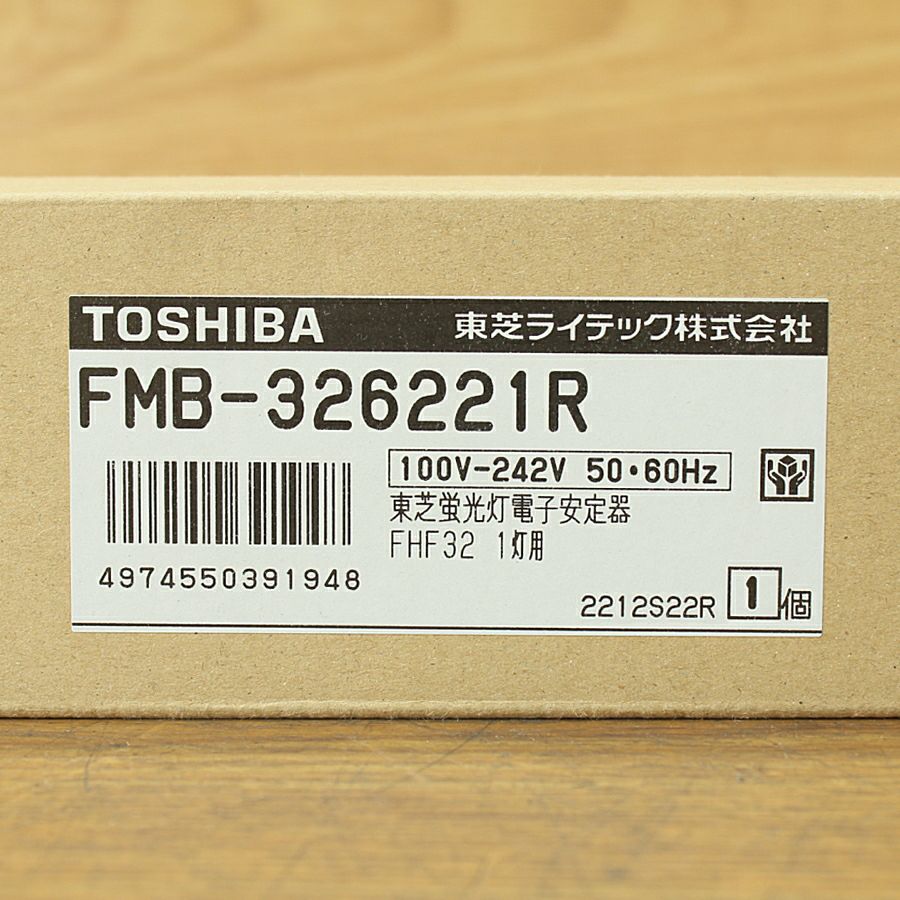 TOSHIBA 東芝ライテック株式会社
FMB-326221R
100V-242V 50・60Hz
東芝蛍光灯電子安定器
FHF32 1灯用
4974550391948
2212S22R 1個